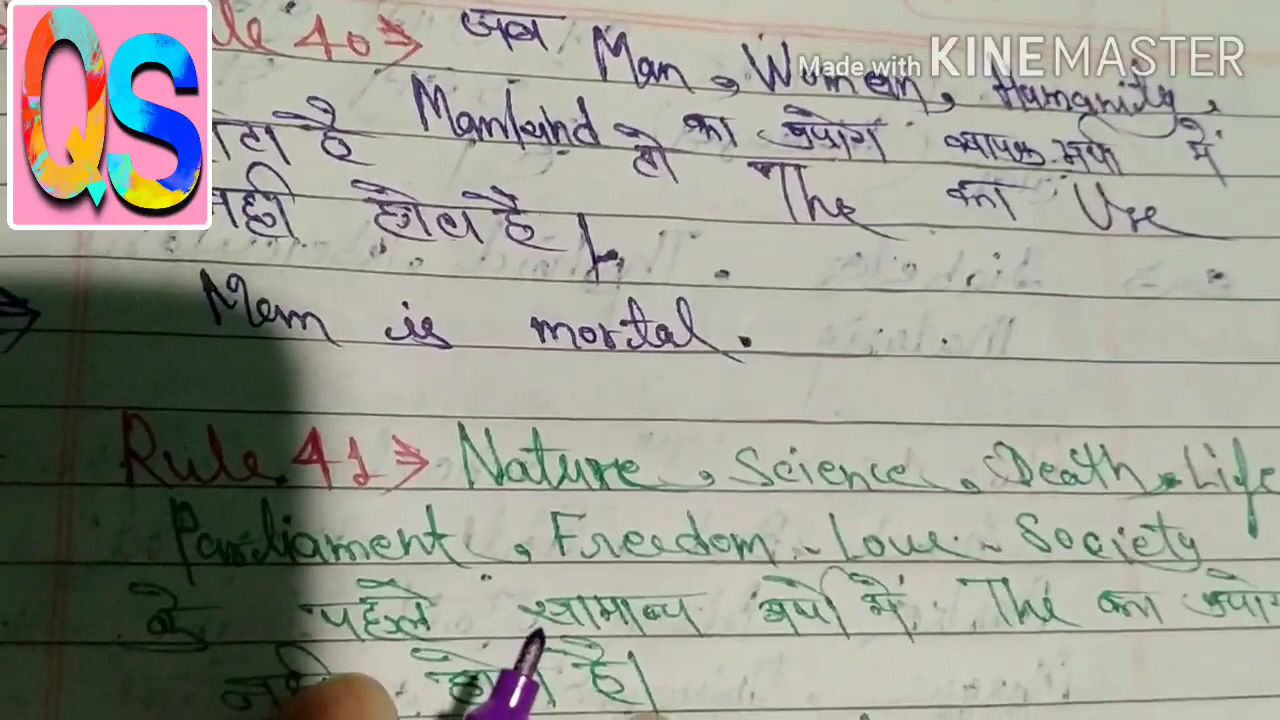 QS
Made with KINEMASTER
Rule 40⇒ जब Man, Women, Humanity,
Mankind का उपयोग व्यापक अर्थ में
होता है तो The का Use
नही होता है।
⇒ Man is mortal.
Rule 41⇒ Nature, Science, Death, Life
Parliament, Freedom - Love - Society
के पहले सामान्य अर्थो में The का उपयोग
नही होता है।